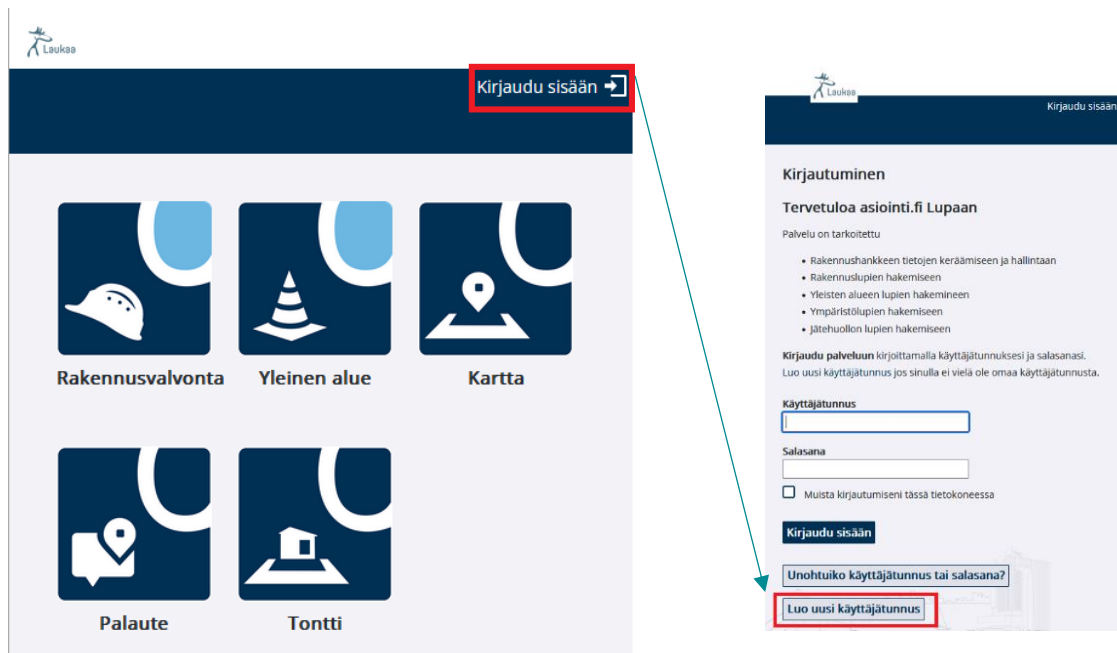 Laukaa
Kirjaudu sisään
Rakennusvalvonta
Yleinen alue
Kartta
Palaute
Tontti
Laukaa
Kirjaudu sisään
Kirjautuminen
Tervetuloa asiointi.fi Lupaan
Palvelu on tarkoitettu
• Rakennushankkeen tietojen keräämiseen ja hallintaan
• Rakennuslupien hakemiseen
• Yleisten alueen lupien hakemineen
• Ympäristölupien hakemiseen
• Jätehuollon lupien hakemiseen
Kirjaudu palveluun kirjoittamalla käyttäjätunnuksesi ja salasanasi.
Luo uusi käyttäjätunnus jos sinulla ei vielä ole omaa käyttäjätunnusta.
Käyttäjätunnus
Salasana
Muista kirjautumiseni tässä tietokoneessa
Kirjaudu sisään
Unohtuiko käyttäjätunnus tai salasana?
Luo uusi käyttäjätunnus